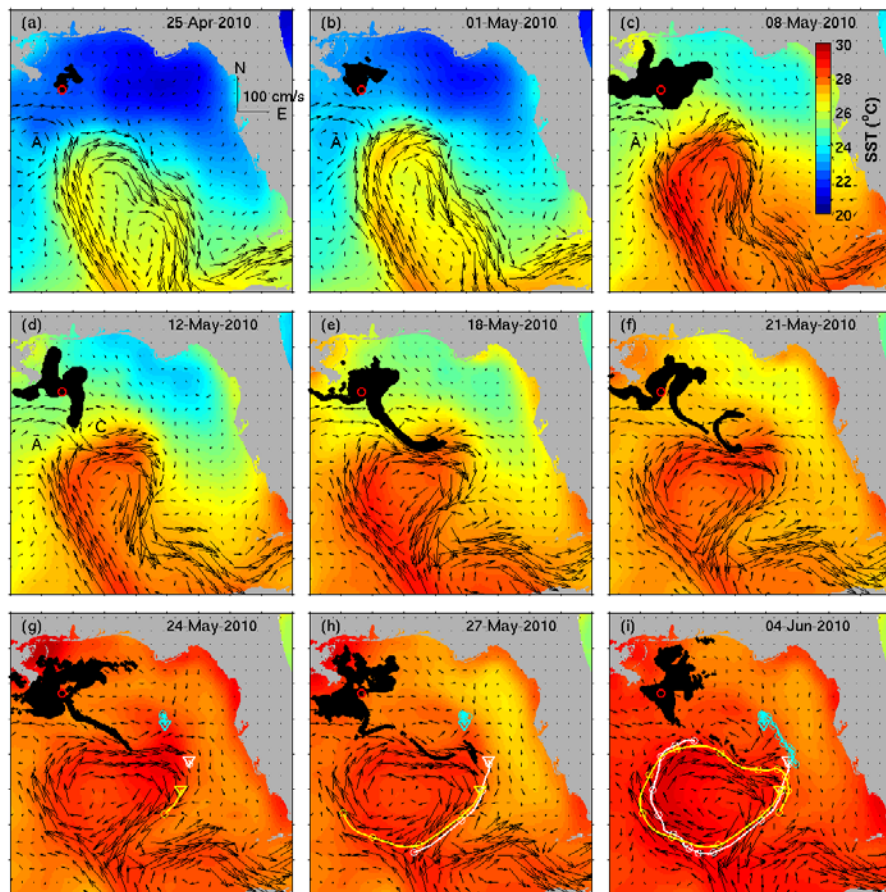 (a) 25-Apr-2010
N
100 cm/s
E
A
(b) 01-May-2010
A
(c) 08-May-2010
30
28
26
24
22
20
SST (°C)
A
(d) 12-May-2010
C
A
(e) 18-May-2010
(f) 21-May-2010
(g) 24-May-2010
(h) 27-May-2010
(i) 04-Jun-2010